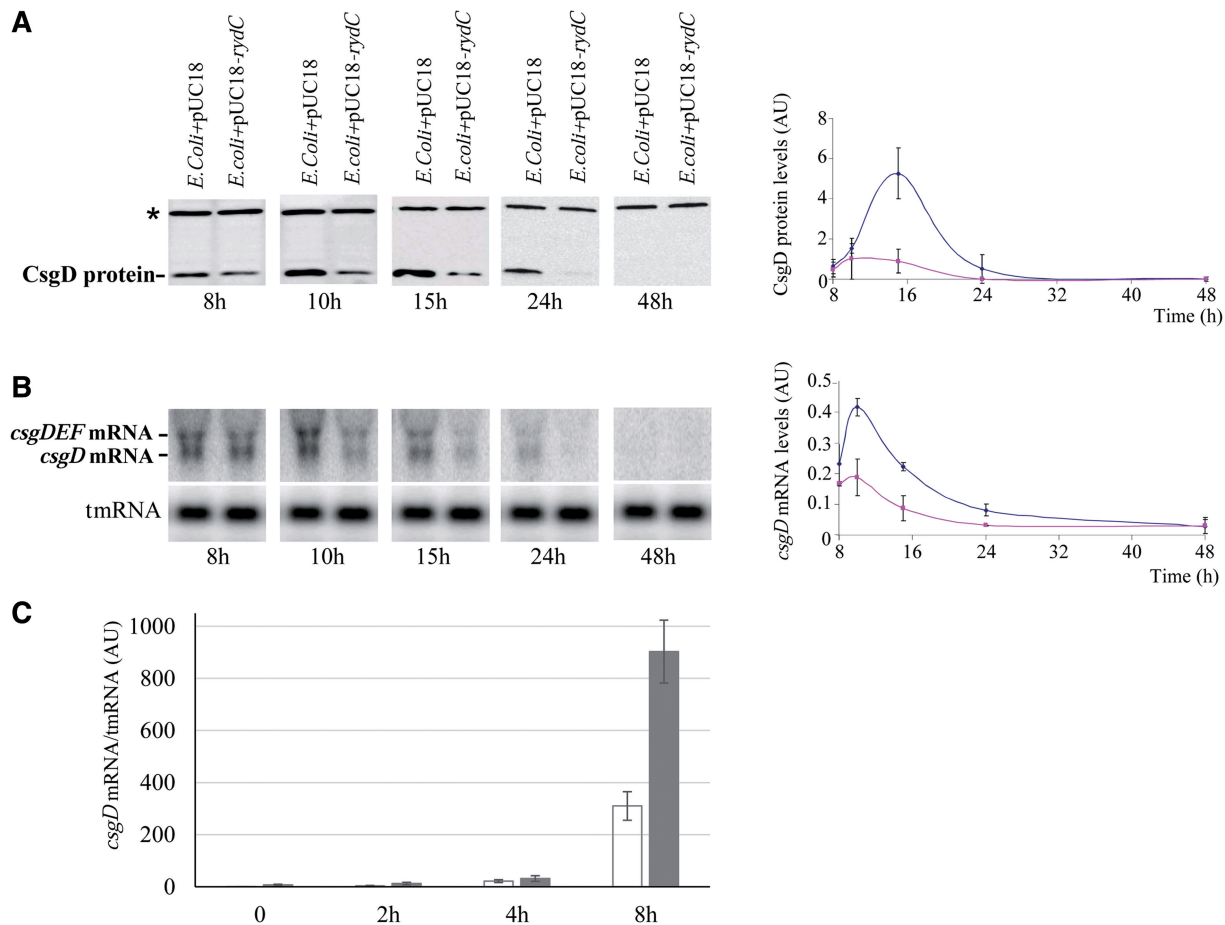 A
E.Coli+pUC18
E.coli+pUC18-rydC
E.Coli+pUC18
E.coli+pUC18-rydC
E.Coli+pUC18
E.coli+pUC18-rydC
E.Coli+pUC18
E.coli+pUC18-rydC
E.Coli+pUC18
E.coli+pUC18-rydC
*
CsgD protein-
8h
10h
15h
24h
48h
CsgD protein levels (AU)
8
6
4
2
0
8
16
24
32
40
48
Time (h)
B
csgDEF mRNA -
csgD mRNA -
tmRNA
8h
10h
15h
24h
48h
csgD mRNA levels (AU)
0.5
0.4
0.3
0.2
0.1
0
8
16
24
32
40
48
Time (h)
C
csgD mRNA/tmRNA (AU)
1000
800
600
400
200
0
0
2h
4h
8h